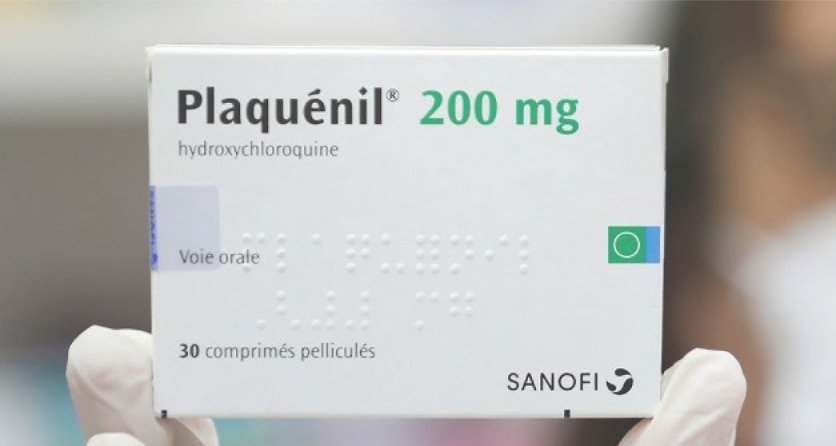 Plaquénil® 200 mg
hydroxychloroquine
Voie orale
30 comprimés pelliculés
SANOFI